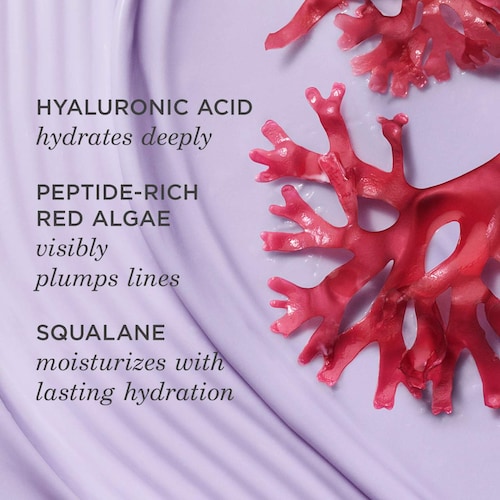 HYALURONIC ACID
hydrates deeply
PEPTIDE-RICH
RED ALGAE
visibly
plumps lines
SQUALANE
moisturizes with
lasting hydration